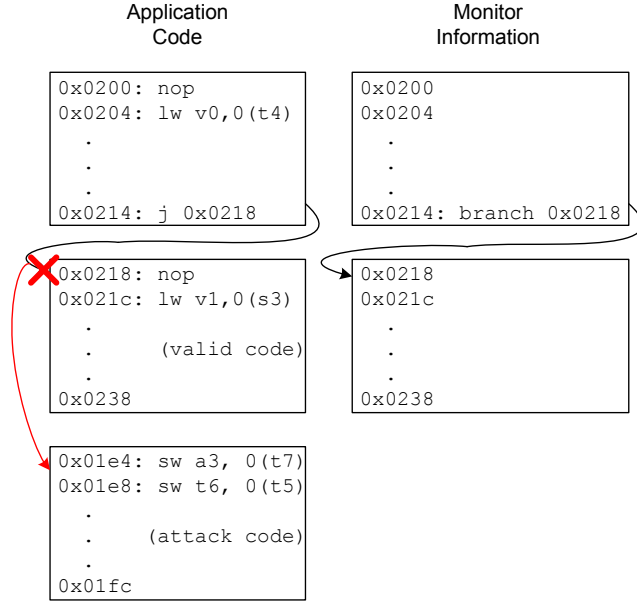 Application
Code
Monitor
Information
0x0200: nop
0x0204: lw v0,0(t4)
.
.
.
0x0214: j 0x0218
0x0200
0x0204
.
.
.
0x0214: branch 0x0218
0x0218: nop
0x021c: lw v1,0(s3)
.
. (valid code)
.
0x0238
0x0218
0x021c
.
.
.
0x0238
0x01e4: sw a3, 0(t7)
0x01e8: sw t6, 0(t5)
.
. (attack code)
.
0x01fc